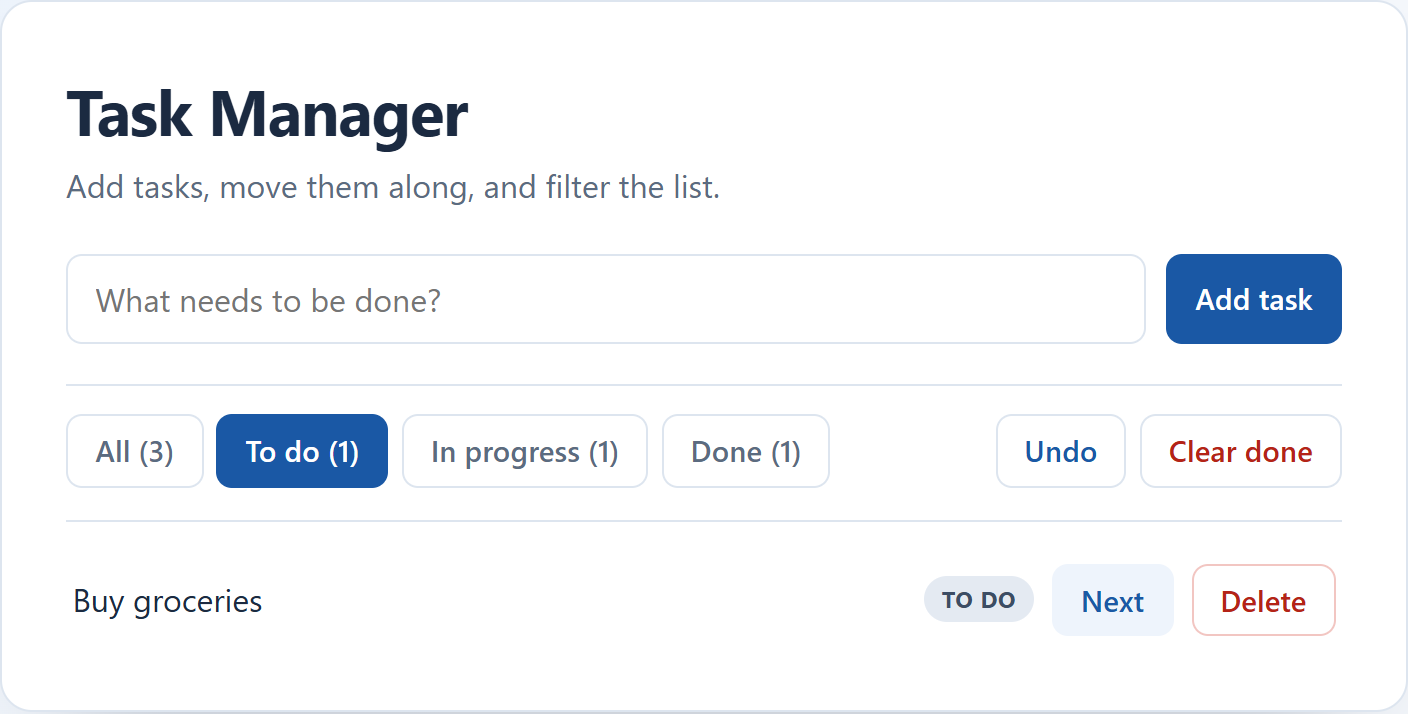 Task Manager
Add tasks, move them along, and filter the list.
What needs to be done?
Add task
All (3)
To do (1)
In progress (1)
Done (1)
Undo
Clear done
Buy groceries
TO DO
Next
Delete